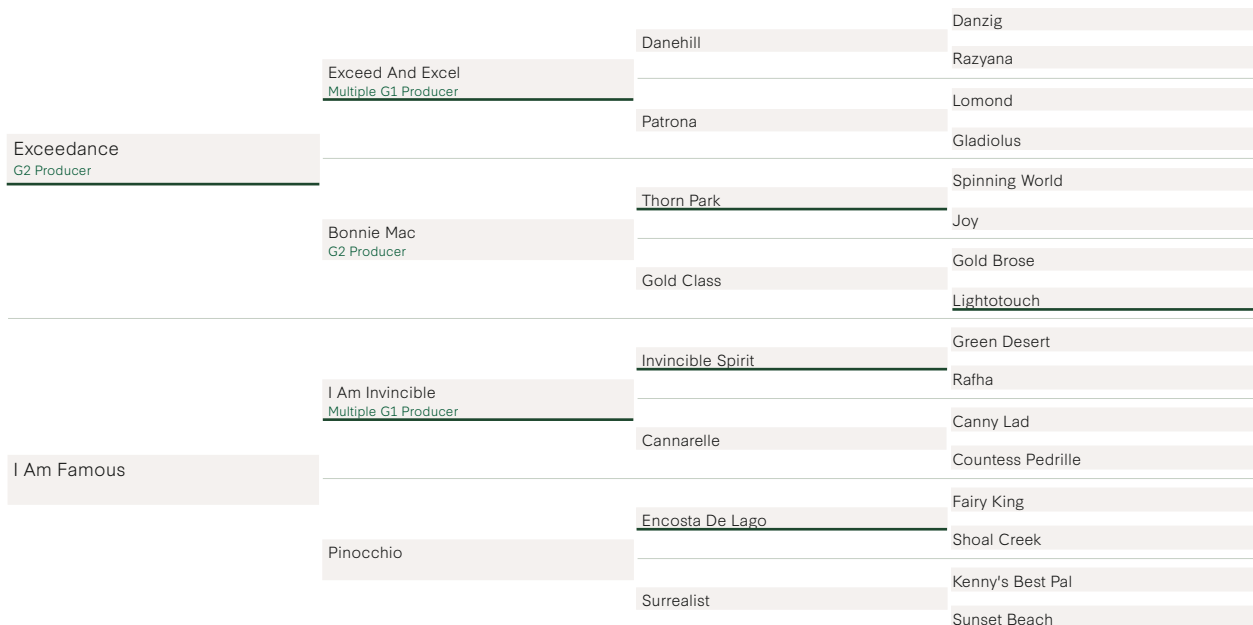 Exceedance
G2 Producer
Exceed And Excel
Multiple G1 Producer
Danehill
Danzig
Razyana
Patrona
Lomond
Gladiolus
Bonnie Mac
G2 Producer
Thorn Park
Spinning World
Joy
Gold Class
Gold Brose
Lightotouch
I Am Famous
I Am Invincible
Multiple G1 Producer
Invincible Spirit
Green Desert
Rafha
Cannarelle
Canny Lad
Countess Pedrille
Pinocchio
Encosta De Lago
Fairy King
Shoal Creek
Surrealist
Kenny's Best Pal
Sunset Beach